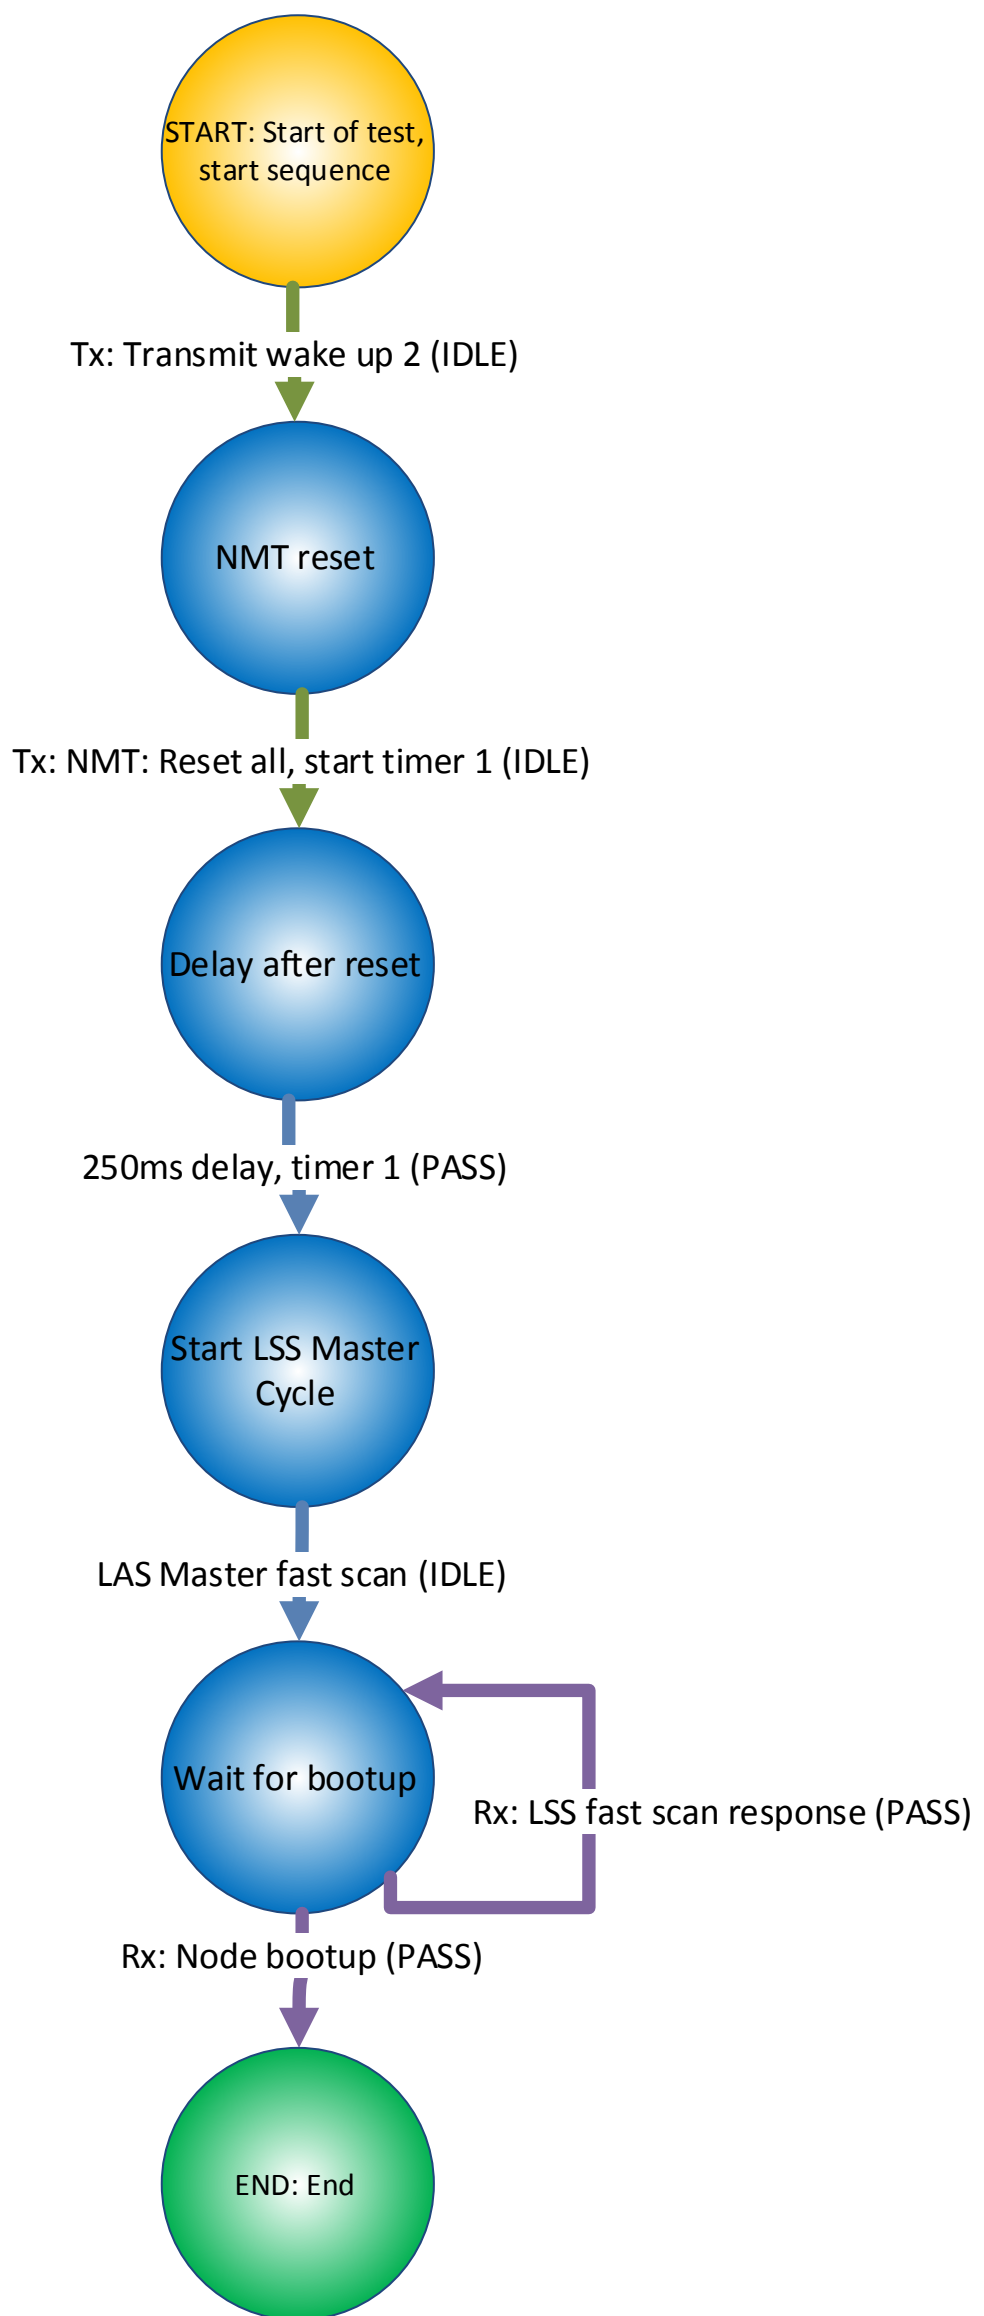 START: Start of test,
start sequence
Tx: Transmit wake up 2 (IDLE)
NMT reset
Tx: NMT: Reset all, start timer 1 (IDLE)
Delay after reset
250ms delay, timer 1 (PASS)
Start LSS Master
Cycle
LAS Master fast scan (IDLE)
Wait for bootup
Rx: LSS fast scan response (PASS)
Rx: Node bootup (PASS)
END: End